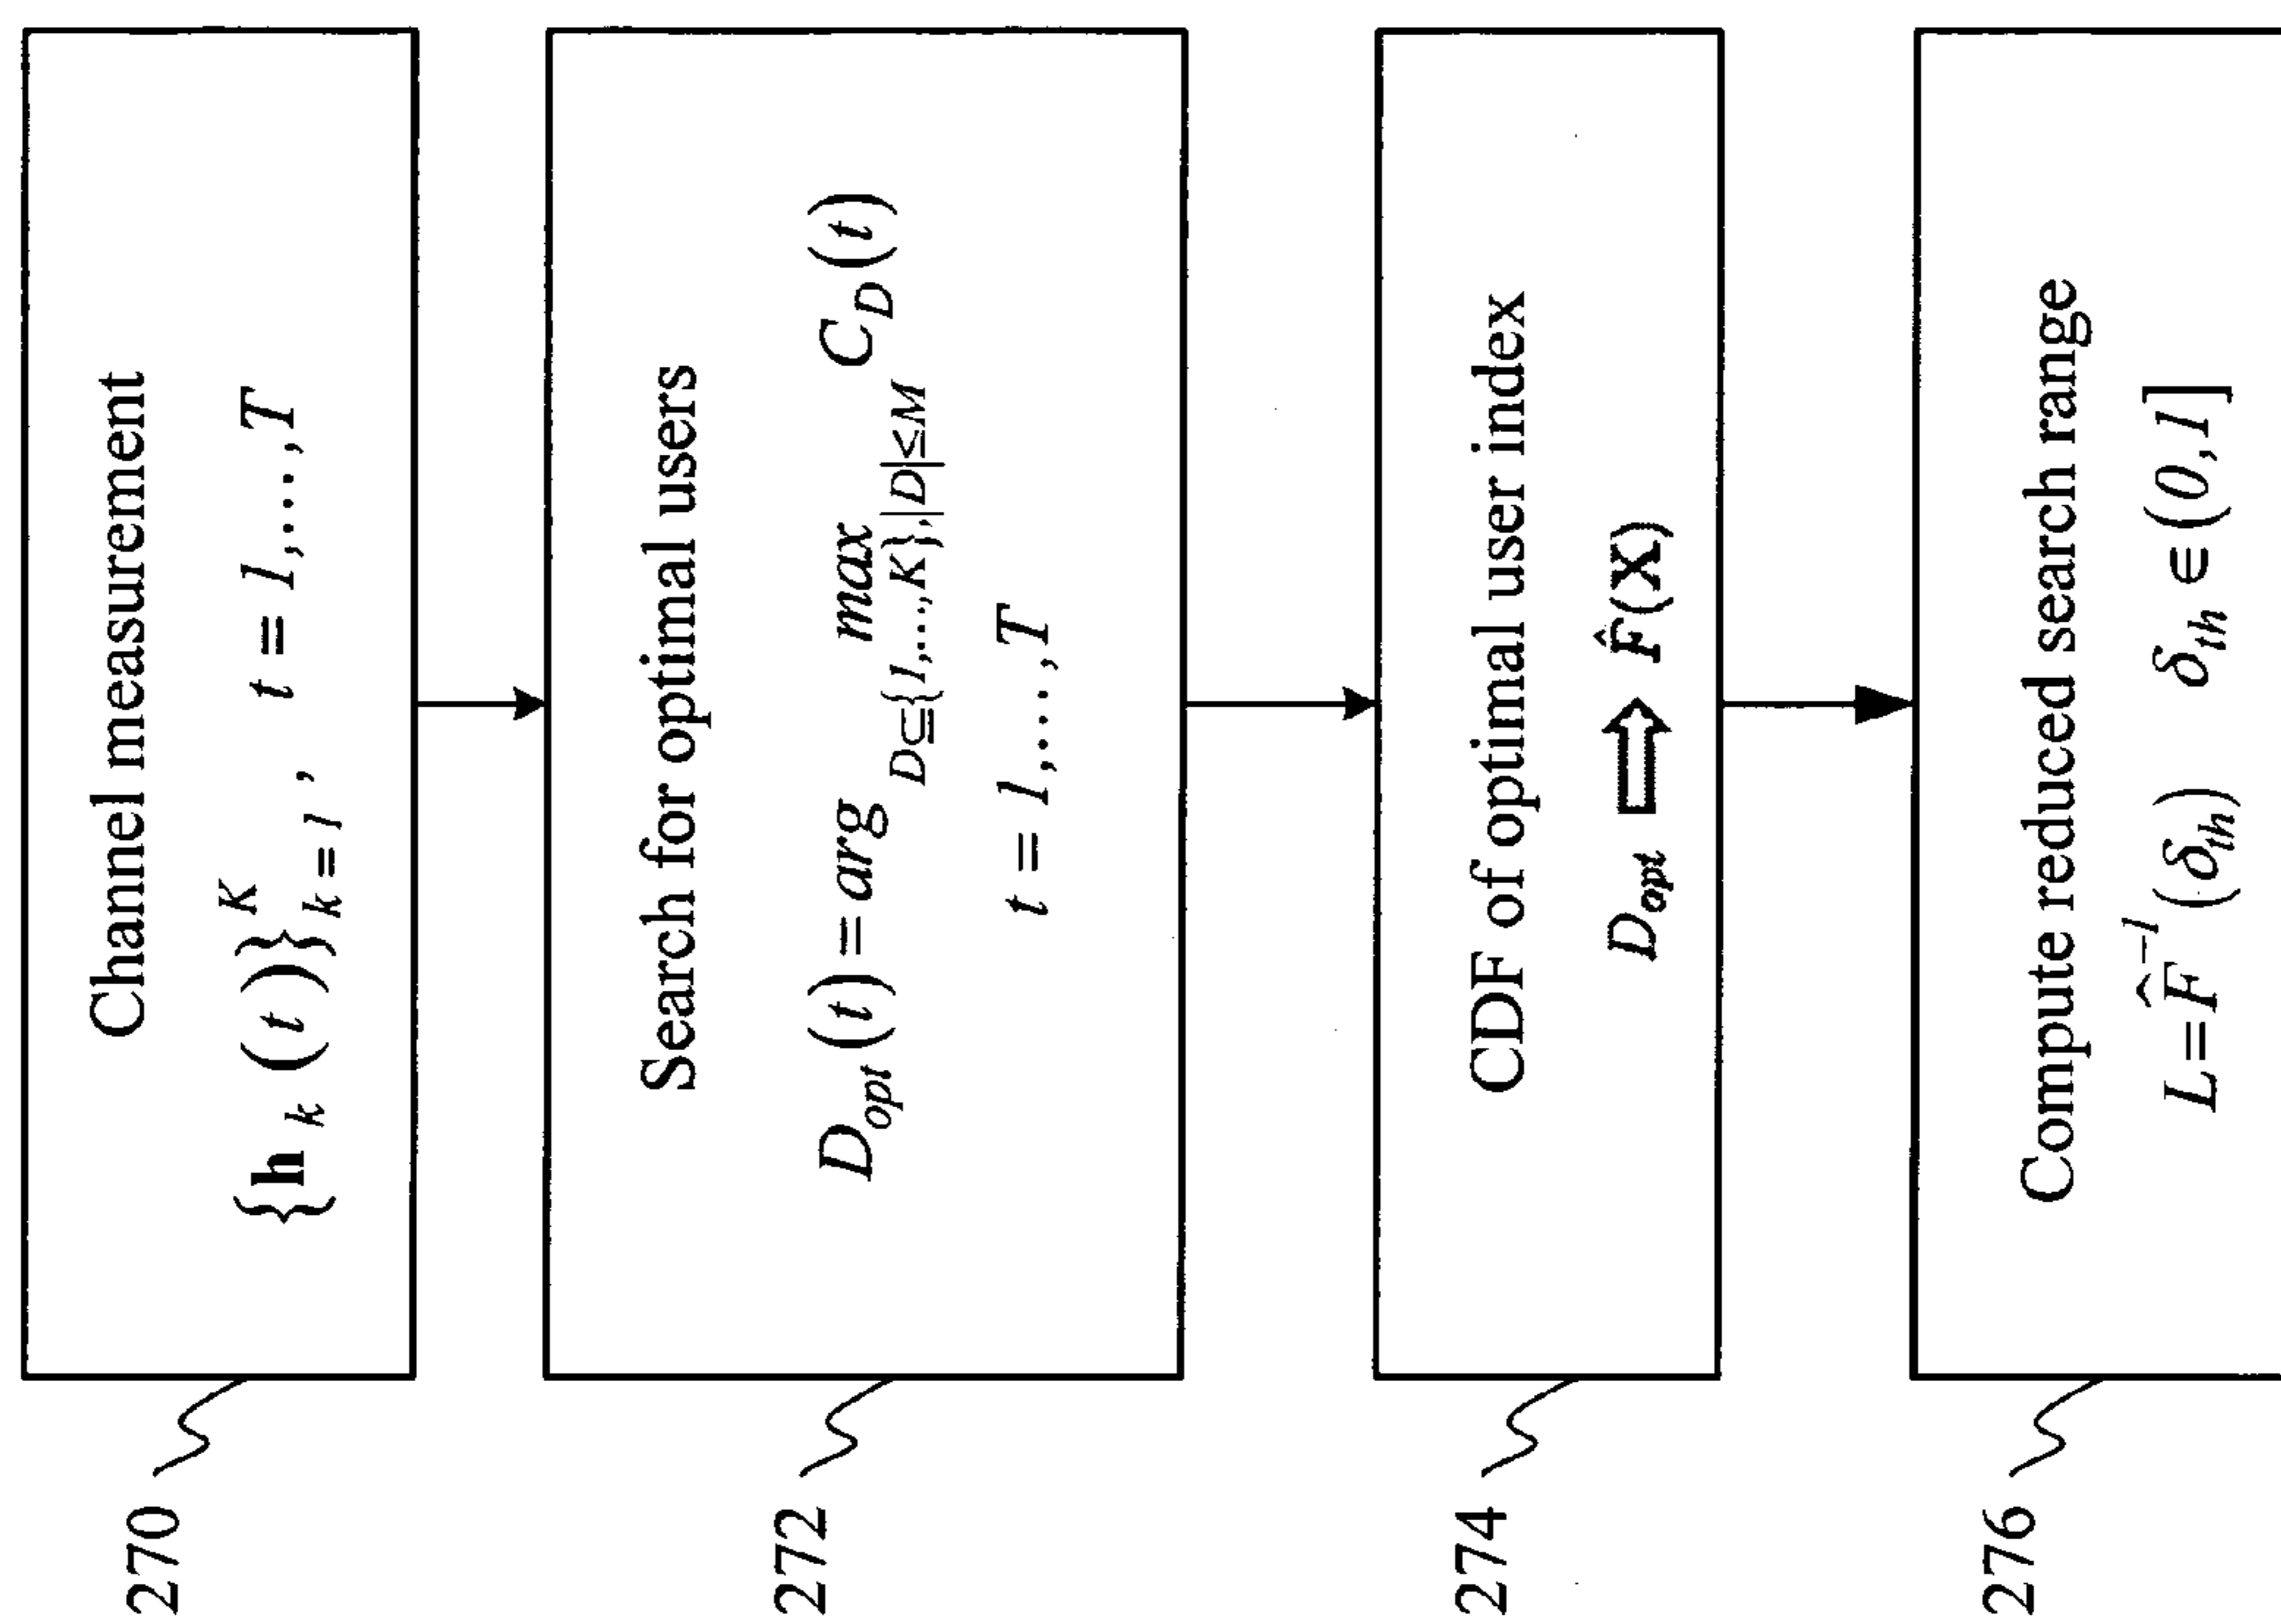 270
Channel measurement
{h_k (t)}_{k=1}^K, t = 1,...,T
272
Search for optimal users
D_opt (t) = arg max_{D⊆{1,...,K},|D|≤M} C_D (t)
t = 1,...,T
274
CDF of optimal user index
D_opt ⇨ F̂(X)
276
Compute reduced search range
L = F̂^{-1}(δ_th) δ_th ∈ (0,1]